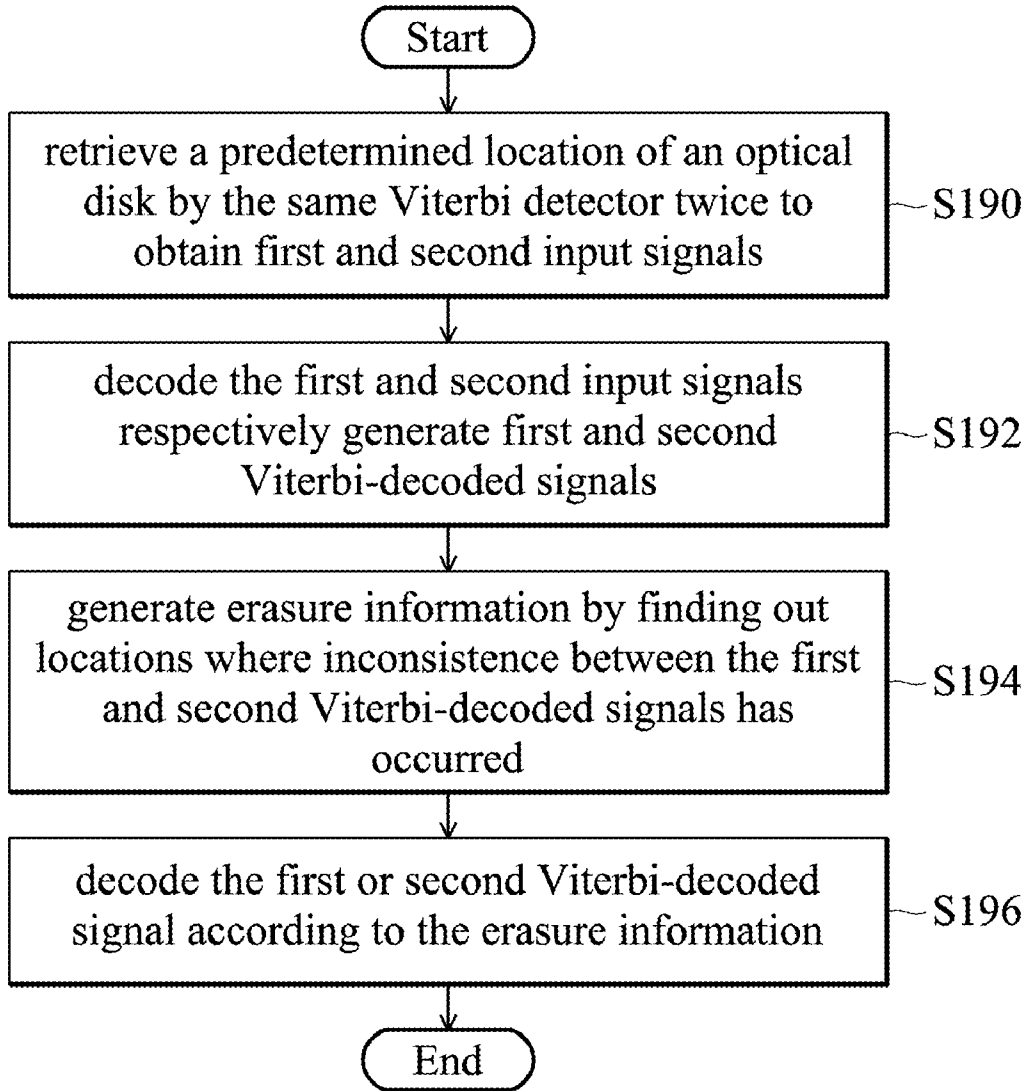 Start
retrieve a predetermined location of an optical
disk by the same Viterbi detector twice to
obtain first and second input signals
S190
decode the first and second input signals
respectively generate first and second
Viterbi-decoded signals
S192
generate erasure information by finding out
locations where inconsistence between the first
and second Viterbi-decoded signals has
occurred
S194
decode the first or second Viterbi-decoded
signal according to the erasure information
S196
End